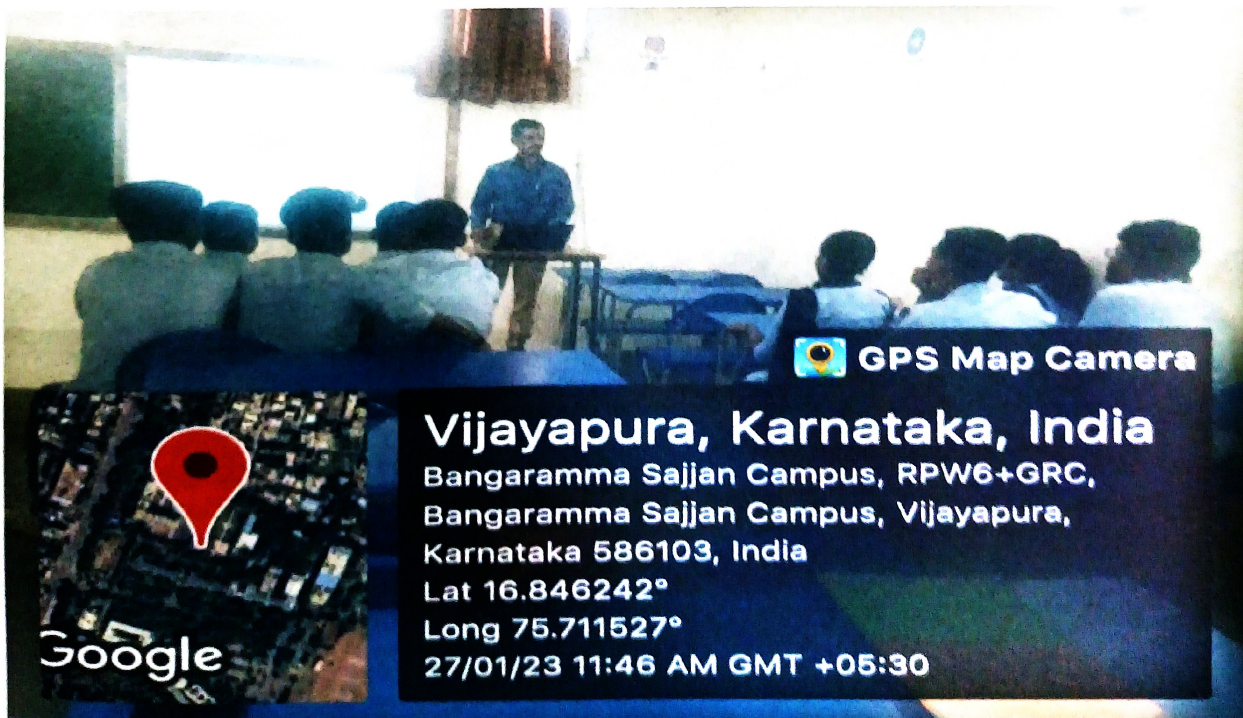 GPS Map Camera
Vijayapura, Karnataka, India
Bangaramma Sajjan Campus, RPW6+GRC,
Bangaramma Sajjan Campus, Vijayapura,
Karnataka 586103, India
Lat 16.846242°
Long 75.711527°
27/01/23 11:46 AM GMT +05:30
Google